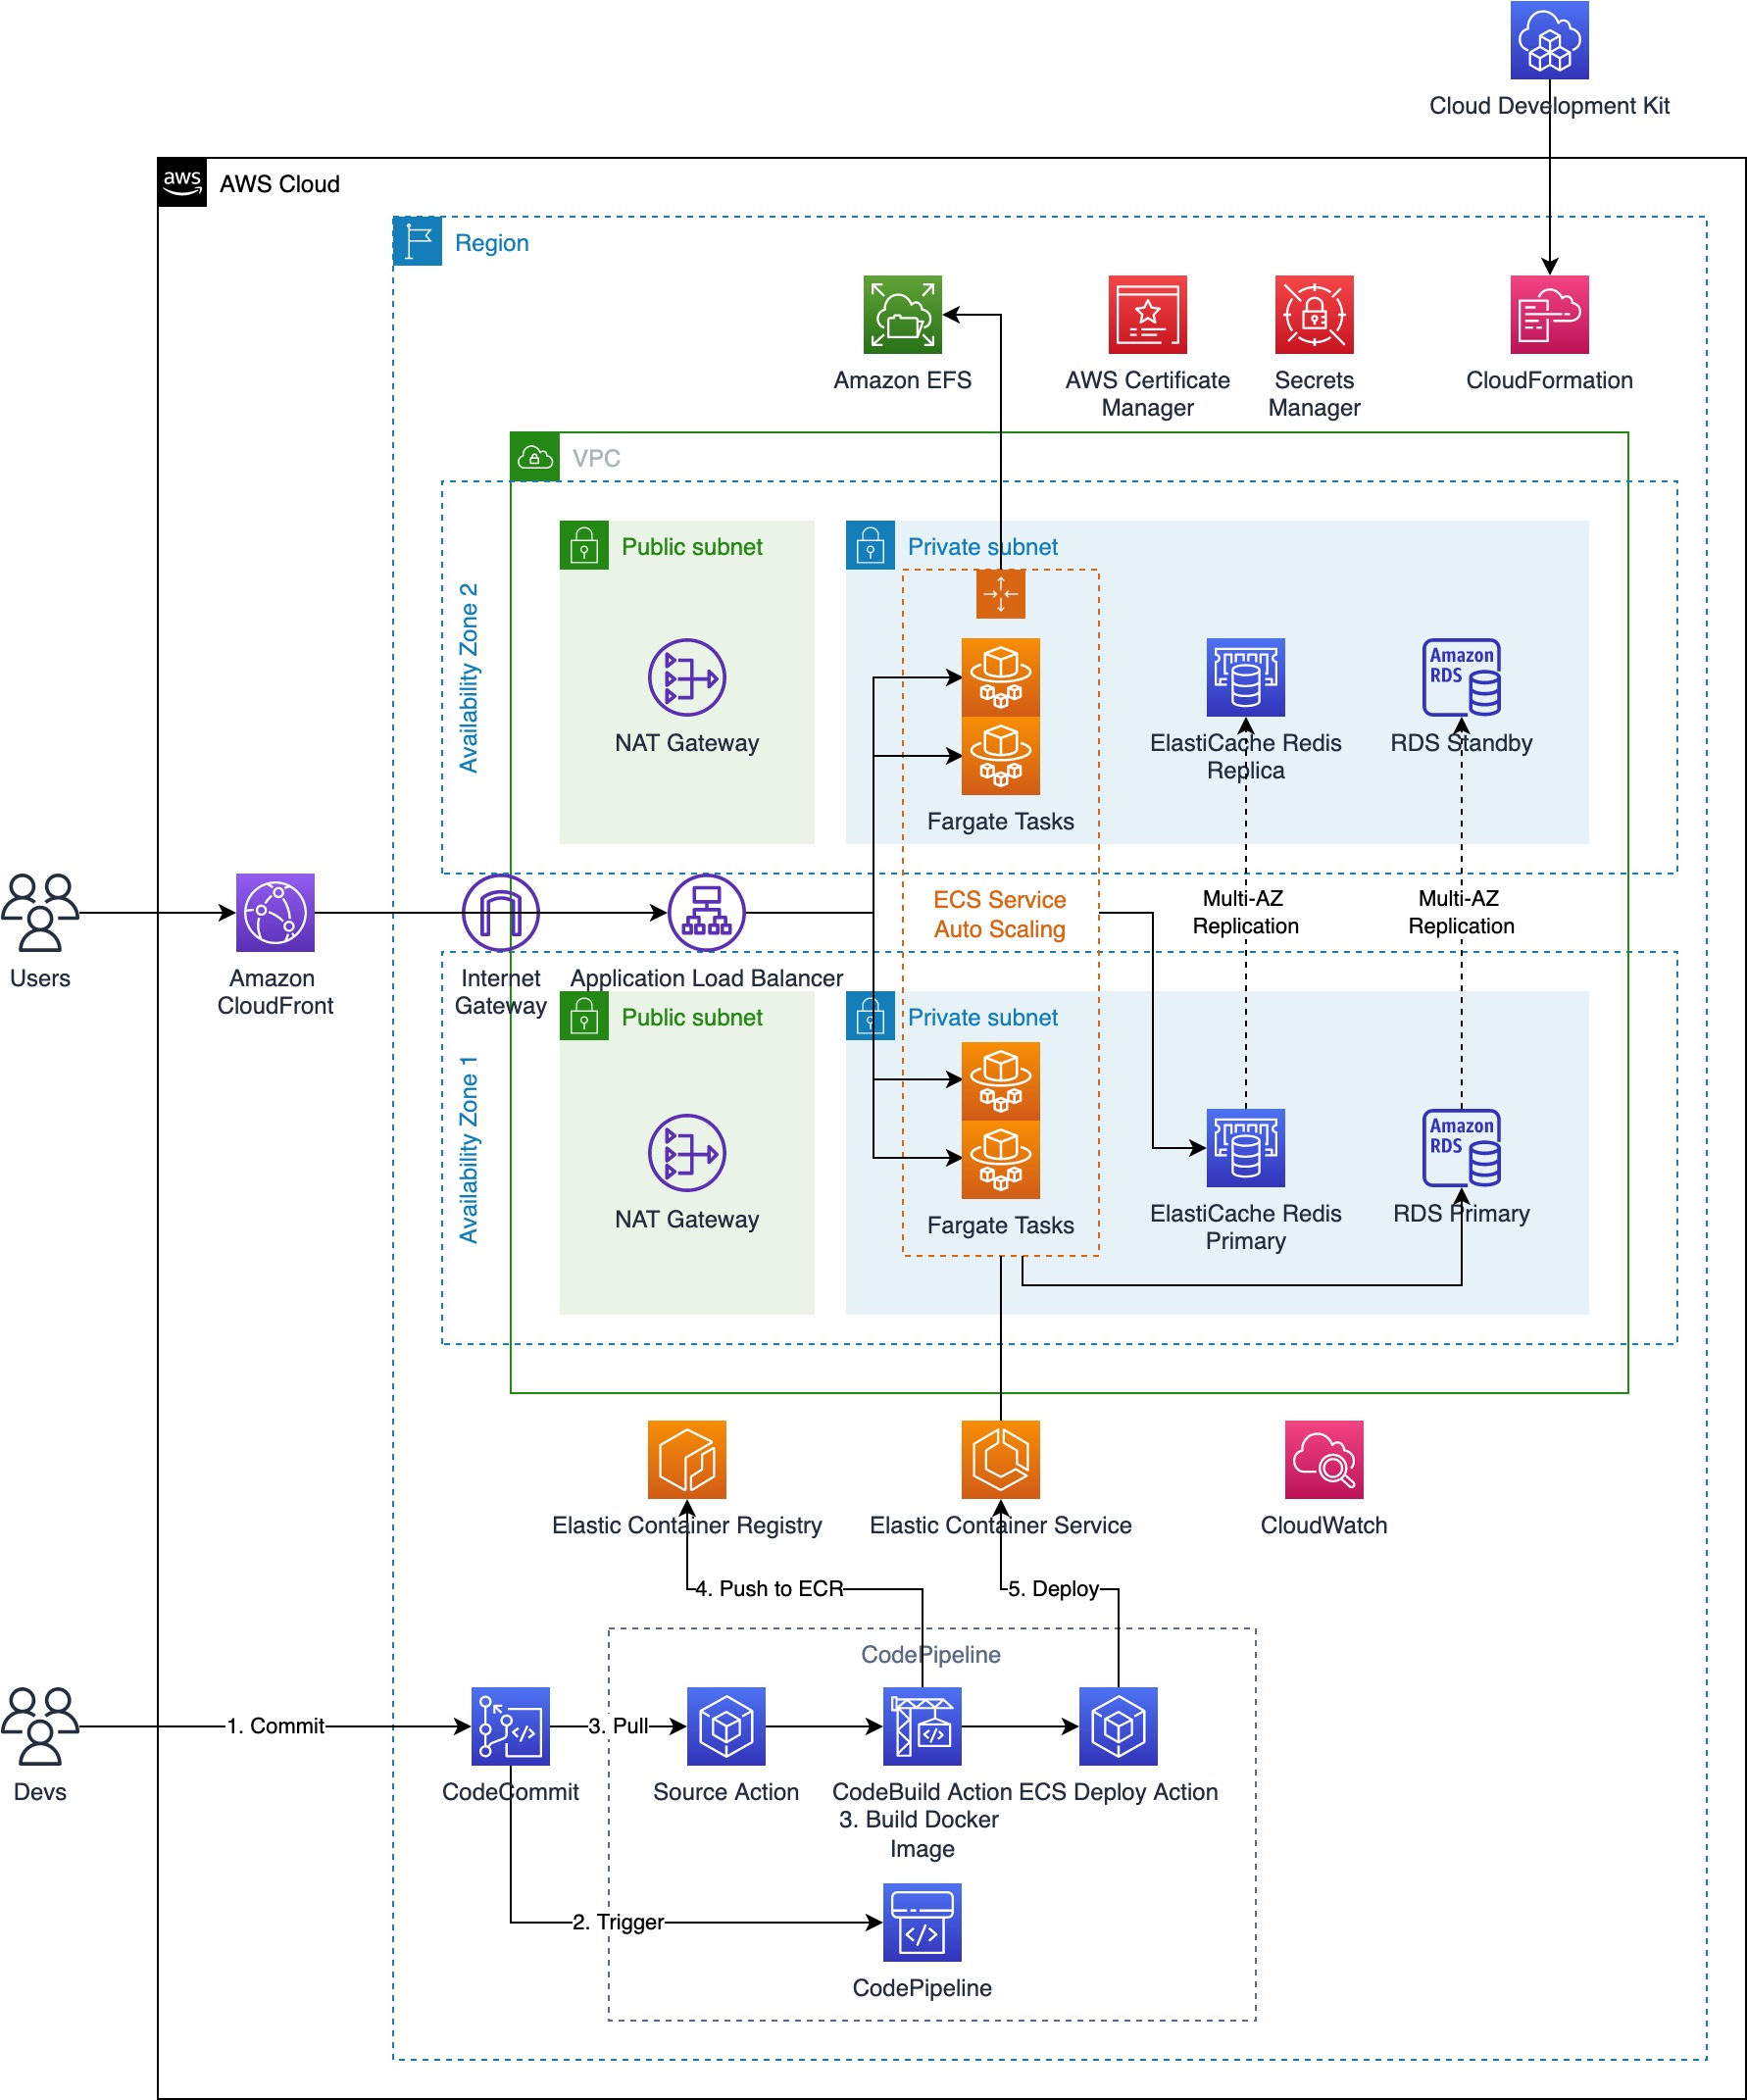 Cloud Development Kit
aws
AWS Cloud
Region
Amazon EFS
AWS Certificate
Manager
Secrets
Manager
CloudFormation
VPC
Availability Zone 2
Public subnet
Private subnet
NAT Gateway
Fargate Tasks
ElastiCache Redis
Replica
Amazon
RDS
RDS Standby
Users
Amazon
CloudFront
Internet
Gateway
Application Load Balancer
ECS Service
Auto Scaling
Multi-AZ
Replication
Multi-AZ
Replication
Availability Zone 1
Public subnet
Private subnet
NAT Gateway
Fargate Tasks
ElastiCache Redis
Primary
Amazon
RDS
RDS Primary
Elastic Container Registry
Elastic Container Service
CloudWatch
4. Push to ECR
5. Deploy
CodePipeline
Devs
1. Commit
CodeCommit
3. Pull
Source Action
CodeBuild Action
3. Build Docker
Image
ECS Deploy Action
2. Trigger
CodePipeline